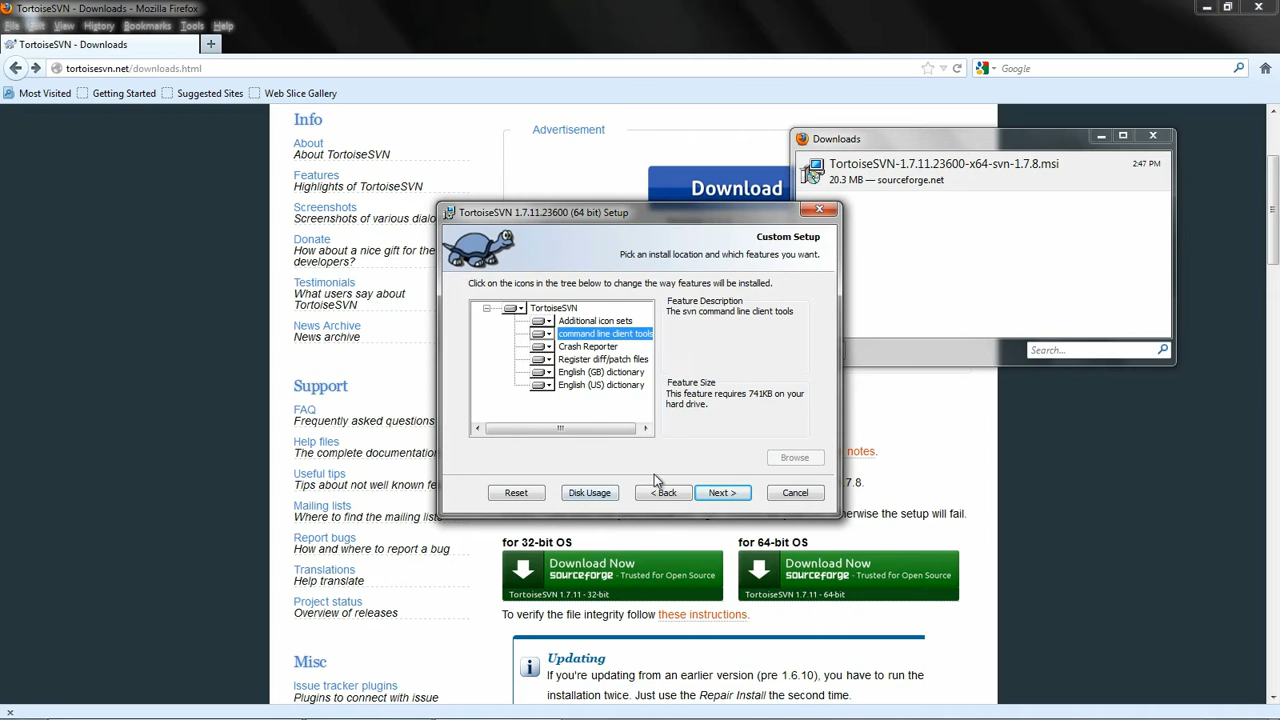 TortoiseSVN - Downloads - Mozilla Firefox
File Edit View History Bookmarks Tools Help
TortoiseSVN - Downloads
tortoisesvn.net/downloads.html
Google
Most Visited Getting Started Suggested Sites Web Slice Gallery
Info
About
About TortoiseSVN
Features
Highlights of TortoiseSVN
Screenshots
Screenshots of various dialo
Donate
How about a nice gift for the
developers?
Testimonials
What users say about
TortoiseSVN
News Archive
News archive
Support
FAQ
Frequently asked questions
Help files
The complete documentation
Useful tips
Tips about not well known fe
Mailing lists
Where to find the mailing lists
Report bugs
How and where to report a bug
Translations
Help translate
Project status
Overview of releases
Misc
Issue tracker plugins
Plugins to connect with issue
Advertisement
Download
Downloads
TortoiseSVN-1.7.11.23600-x64-svn-1.7.8.msi
2:47 PM
20.3 MB — sourceforge.net
Search...
TortoiseSVN 1.7.11.23600 (64 bit) Setup
Custom Setup
Pick an install location and which features you want.
Click on the icons in the tree below to change the way features will be installed.
TortoiseSVN
Additional icon sets
command line client tools
Crash Reporter
Register diff/patch files
English (GB) dictionary
English (US) dictionary
Feature Description
The svn command line client tools
Feature Size
This feature requires 741KB on your
hard drive.
Browse
Reset Disk Usage < Back Next > Cancel
notes.
.7.8.
otherwise the setup will fail.
for 32-bit OS
Download Now
sourceforge - Trusted for Open Source
TortoiseSVN 1.7.11 - 32-bit
for 64-bit OS
Download Now
sourceforge - Trusted for Open Source
TortoiseSVN 1.7.11 - 64-bit
To verify the file integrity follow these instructions.
Updating
If you're updating from an earlier version (pre 1.6.10), you have to run the
installation twice. Just use the Repair Install the second time.